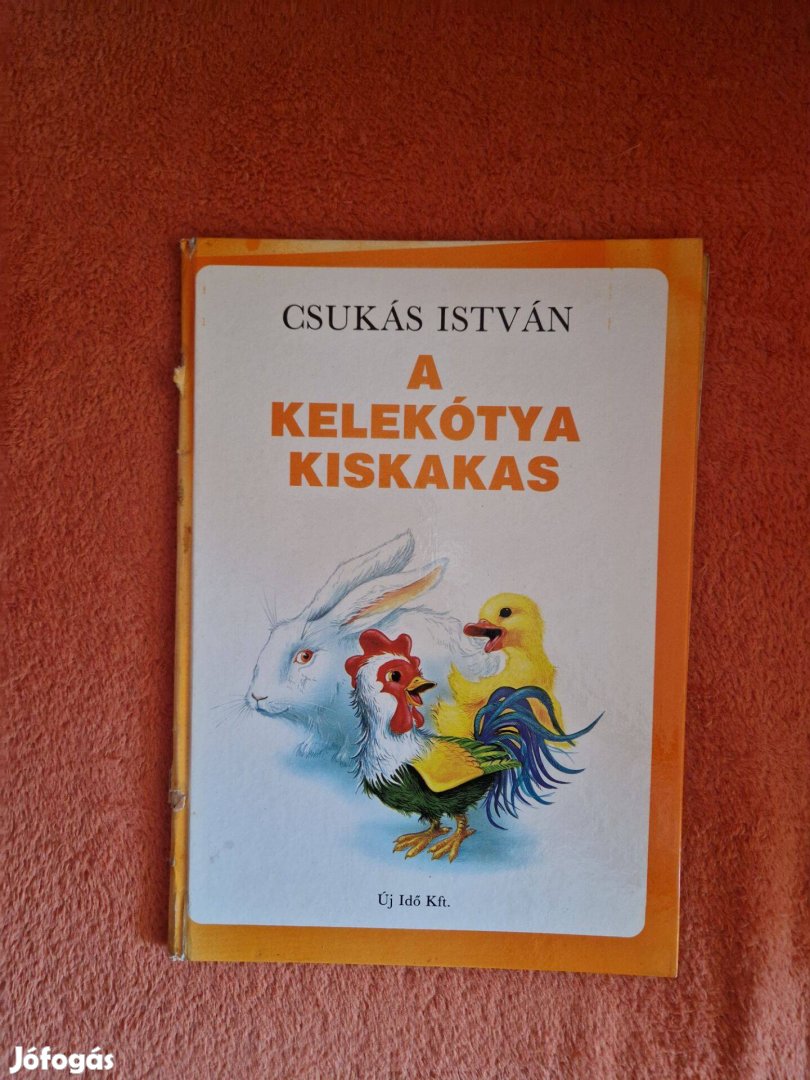 CSUKÁS ISTVÁN
A
KELEKÓTYA
KISKAKAS
Új Idő Kft.
Jófogás